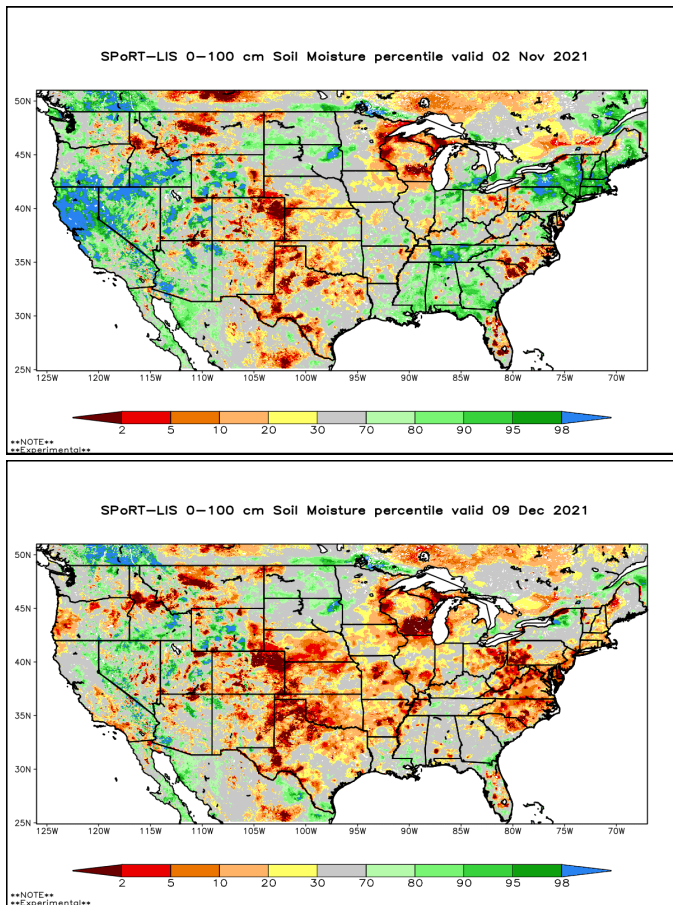 SPoRT-LIS 0-100 cm Soil Moisture percentile valid 02 Nov 2021
50N
45N
40N
35N
30N
25N
125W 120W 115W 110W 105W 100W 95W 90W 85W 80W 75W 70W
2 5 10 20 30 70 80 90 95 98
**NOTE**
**Experimental**
SPoRT-LIS 0-100 cm Soil Moisture percentile valid 09 Dec 2021
50N
45N
40N
35N
30N
25N
125W 120W 115W 110W 105W 100W 95W 90W 85W 80W 75W 70W
2 5 10 20 30 70 80 90 95 98
**NOTE**
**Experimental**